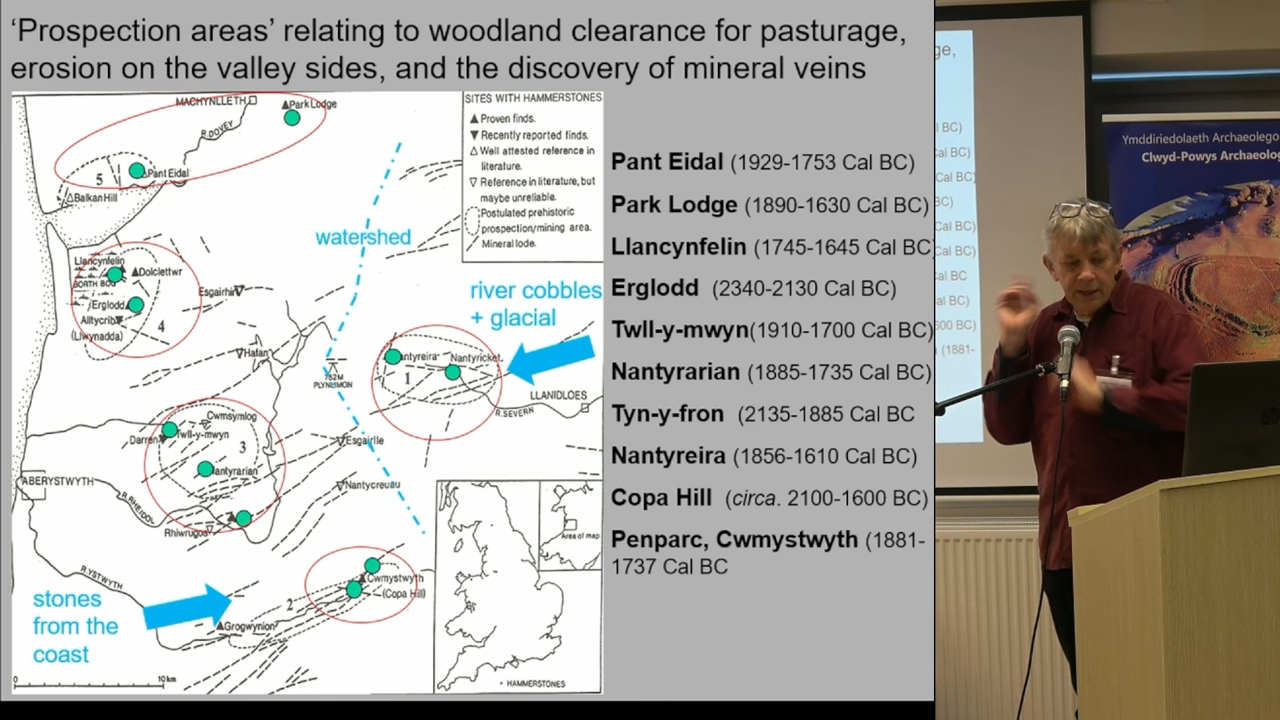 ‘Prospection areas’ relating to woodland clearance for pasturage,
erosion on the valley sides, and the discovery of mineral veins
MACHYNLLETH
Park Lodge
R.DOVEY
5
Pant Eidal
Balkan Hill
SITES WITH HAMMERSTONES
Proven finds.
Recently reported finds.
Well attested reference in
literature.
Reference in literature, but
maybe unreliable.
Postulated prehistoric
prospection/mining area.
Mineral lode.
watershed
Llancynfelin
Dolclettwr
BORTH BOG
Esgairhir
Erglodd
Alltycrib
4
(Llwynadda)
Hafan
752M
PLYNLIMON
river cobbles
+ glacial
Nantyreira
Nantyricket
1
LLANIDLOES
R.SEVERN
Cwmsymlog
Darren
Twll-y-mwyn
3
Esgairlle
Nantyrarian
ABERYSTWYTH
Nantycreuau
R.RHEIDOL
Rhiwrugos
R.YSTWYTH
Cwmystwyth
(Copa Hill)
2
Grogwynion
stones
from the
coast
10km
Area of map
• HAMMERSTONES
Pant Eidal (1929-1753 Cal BC)
Park Lodge (1890-1630 Cal BC)
Llancynfelin (1745-1645 Cal BC
Erglodd (2340-2130 Cal BC)
Twll-y-mwyn(1910-1700 Cal BC)
Nantyrarian (1885-1735 Cal BC)
Tyn-y-fron (2135-1885 Cal BC
Nantyreira (1856-1610 Cal BC)
Copa Hill (circa. 2100-1600 BC)
Penparc, Cwmystwyth (1881-
1737 Cal BC
ge,
(1881-
Ymddiriedolaeth Archaeolego
Clwyd-Powys Archaeolog